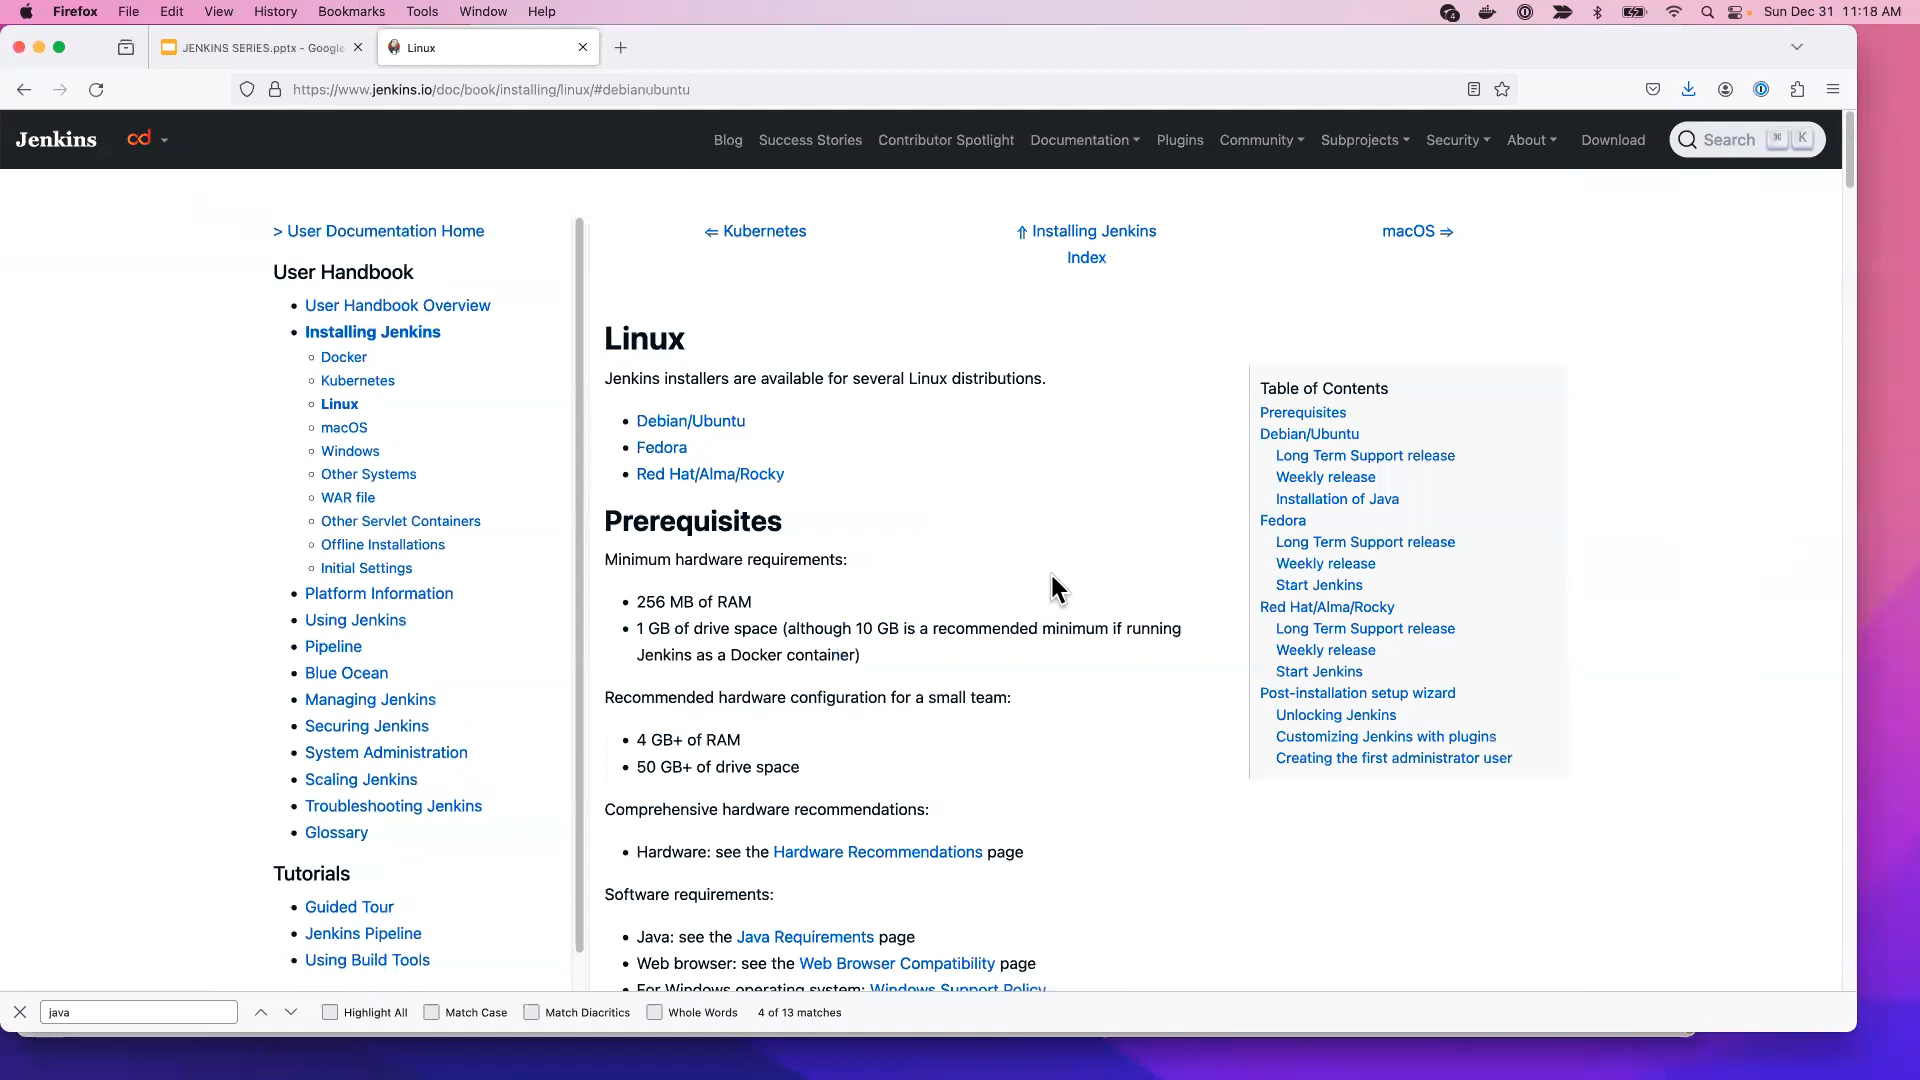 Firefox File Edit View History Bookmarks Tools Window Help
4
Sun Dec 31 11:18 AM
JENKINS SERIES.pptx - Google
Linux
https://www.jenkins.io/doc/book/installing/linux/#debianubuntu
Jenkins
cd
Blog Success Stories Contributor Spotlight Documentation Plugins Community Subprojects Security About Download
Search ⌘ K
> User Documentation Home
User Handbook
User Handbook Overview
Installing Jenkins
Docker
Kubernetes
Linux
macOS
Windows
Other Systems
WAR file
Other Servlet Containers
Offline Installations
Initial Settings
Platform Information
Using Jenkins
Pipeline
Blue Ocean
Managing Jenkins
Securing Jenkins
System Administration
Scaling Jenkins
Troubleshooting Jenkins
Glossary
Tutorials
Guided Tour
Jenkins Pipeline
Using Build Tools
⇐ Kubernetes
⇑ Installing Jenkins
Index
macOS ⇒
Linux
Jenkins installers are available for several Linux distributions.
Debian/Ubuntu
Fedora
Red Hat/Alma/Rocky
Prerequisites
Minimum hardware requirements:
256 MB of RAM
1 GB of drive space (although 10 GB is a recommended minimum if running
Jenkins as a Docker container)
Recommended hardware configuration for a small team:
4 GB+ of RAM
50 GB+ of drive space
Comprehensive hardware recommendations:
Hardware: see the Hardware Recommendations page
Software requirements:
Java: see the Java Requirements page
Web browser: see the Web Browser Compatibility page
For Windows operating system: Windows Support Policy
Table of Contents
Prerequisites
Debian/Ubuntu
Long Term Support release
Weekly release
Installation of Java
Fedora
Long Term Support release
Weekly release
Start Jenkins
Red Hat/Alma/Rocky
Long Term Support release
Weekly release
Start Jenkins
Post-installation setup wizard
Unlocking Jenkins
Customizing Jenkins with plugins
Creating the first administrator user
java
Highlight All
Match Case
Match Diacritics
Whole Words
4 of 13 matches